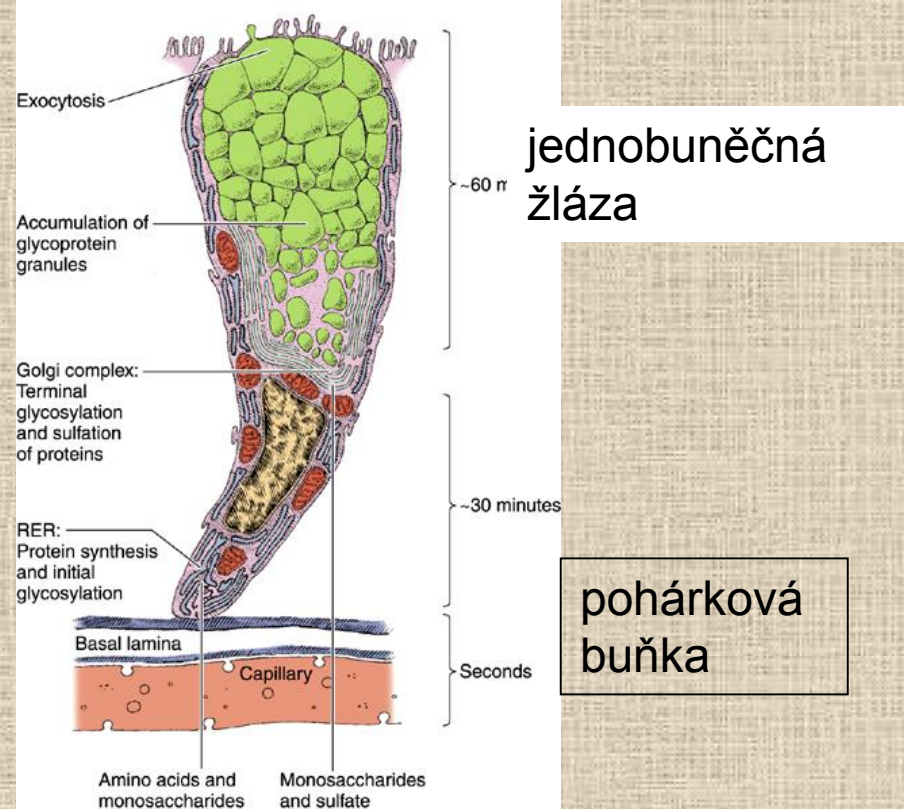 Exocytosis
Accumulation of
glycoprotein
granules
Golgi complex:
Terminal
glycosylation
and sulfation
of proteins
RER:
Protein synthesis
and initial
glycosylation
Basal lamina
Capillary
Amino acids and
monosaccharides
Monosaccharides
and sulfate
~60 m
~30 minutes
Seconds
jednobuněčná
žláza
pohárková
buňka